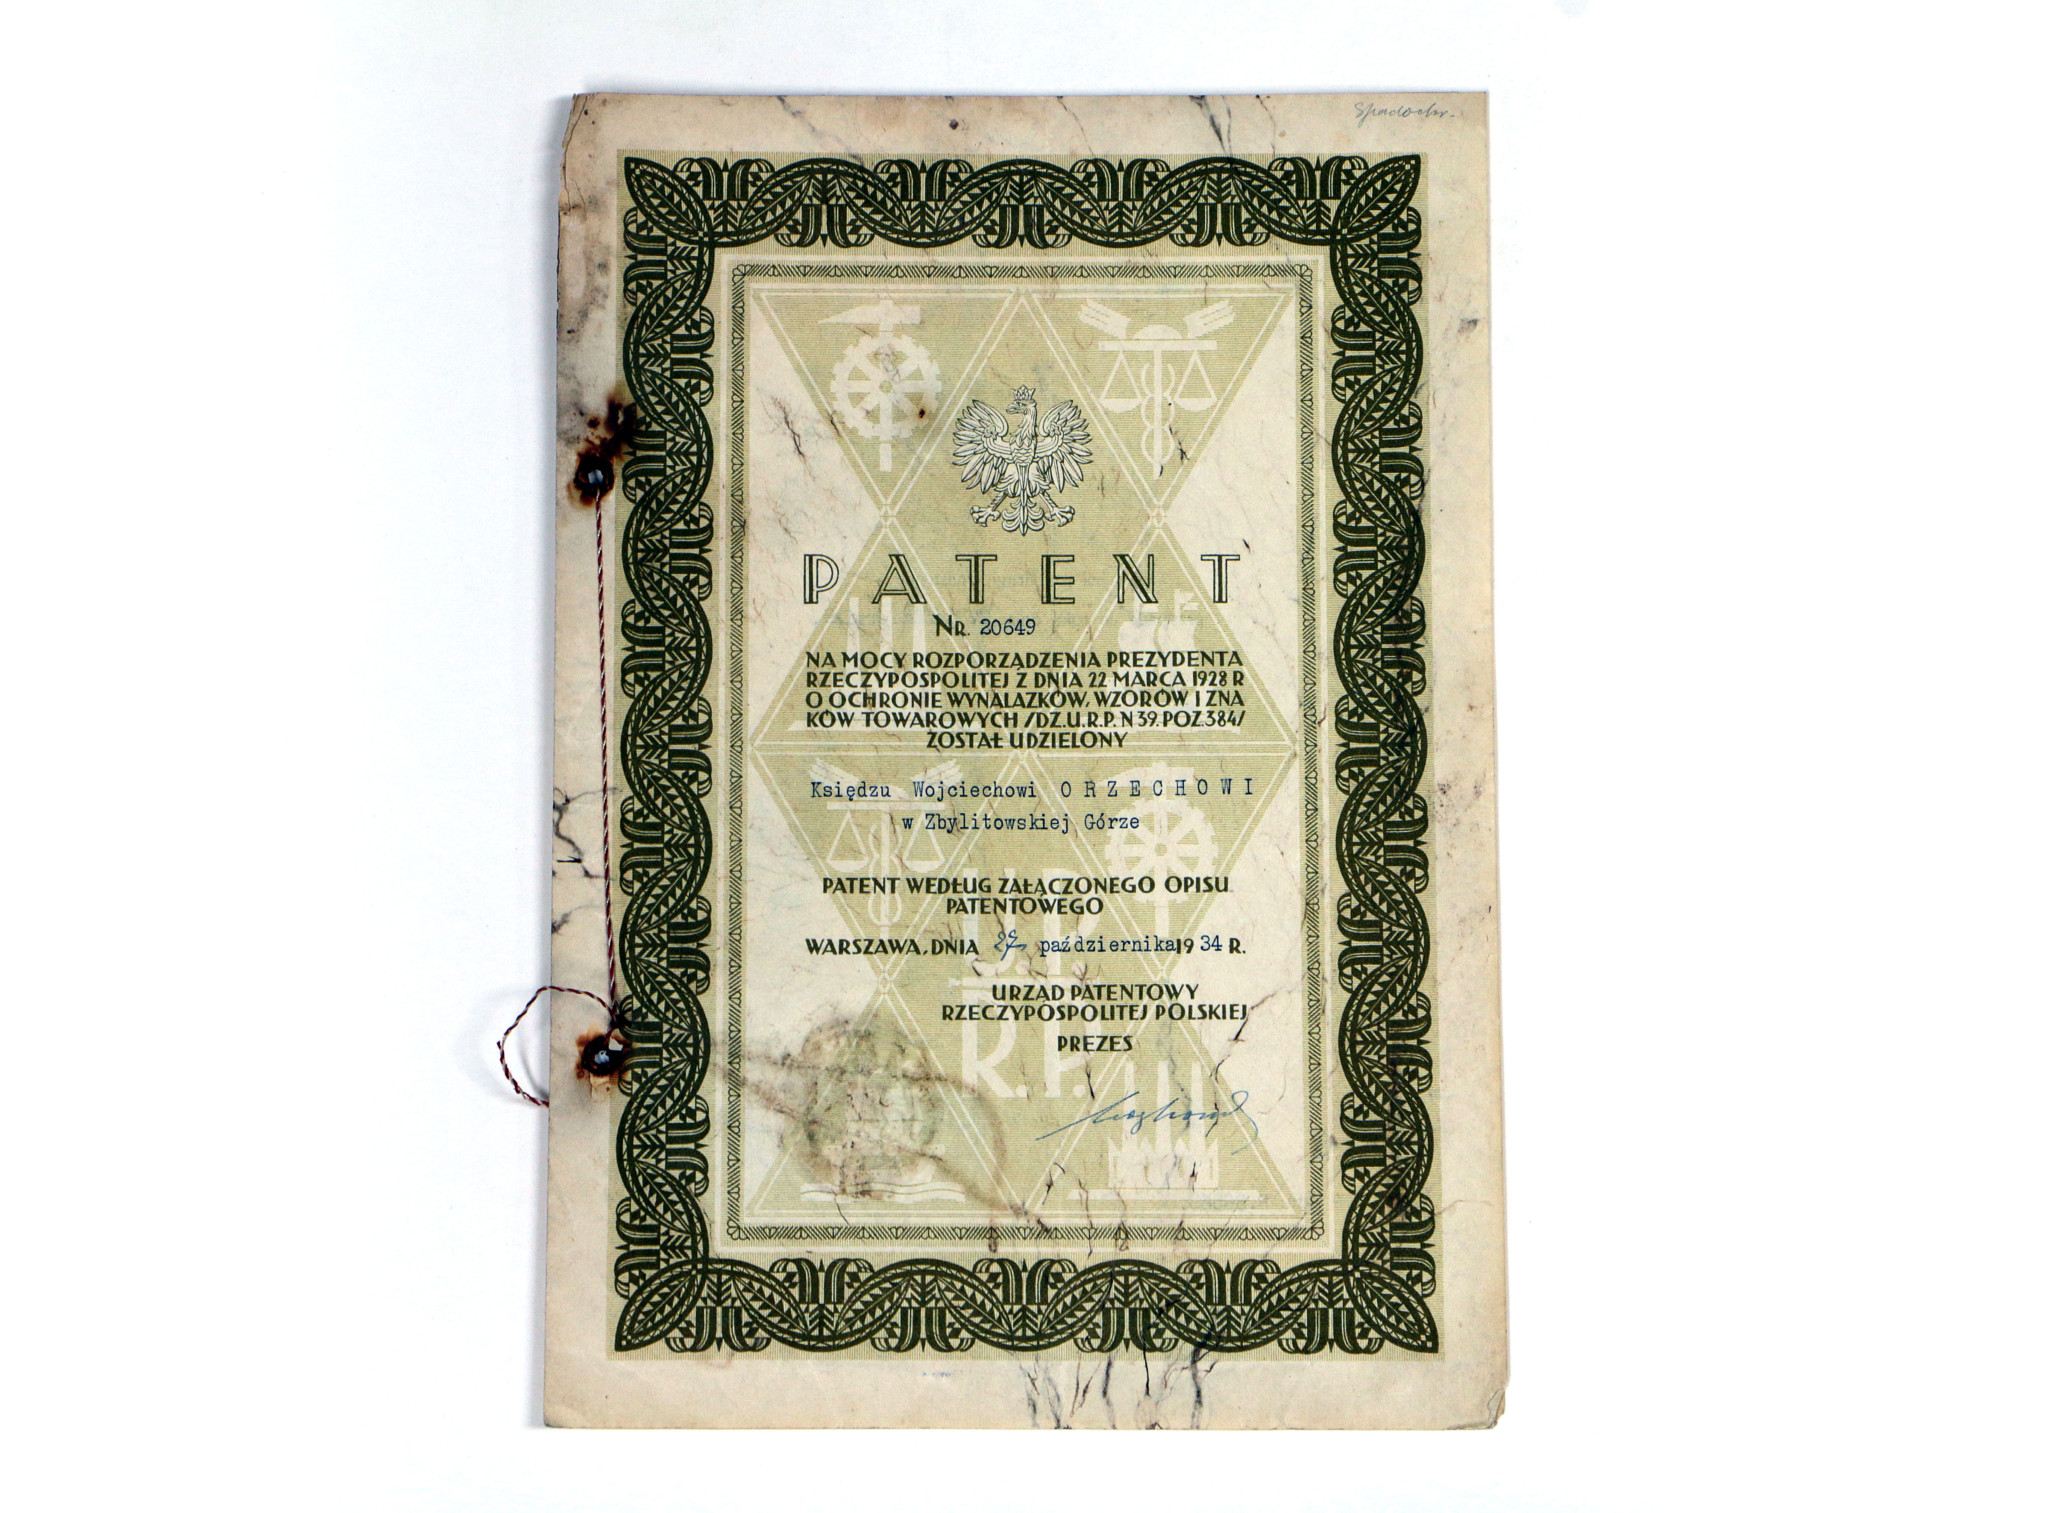 Spadochr.
PATENT
NR. 20649
NA MOCY ROZPORZĄDZENIA PREZYDENTA
RZECZYPOSPOLITEJ Z DNIA 22 MARCA 1928 R
O OCHRONIE WYNALAZKÓW, WZORÓW I ZNA
KÓW TOWAROWYCH /DZ.U.R.P. N 39. POZ. 384/
ZOSTAŁ UDZIELONY
Księdzu Wojciechowi ORZECHOWI
w Zbylitowskiej Górze
PATENT WEDŁUG ZAŁĄCZONEGO OPISU
PATENTOWEGO
WARSZAWA, DNIA 27 października 1934 R.
U.P.
URZĄD PATENTOWY
RZECZYPOSPOLITEJ POLSKIEJ
PREZES
R.P.